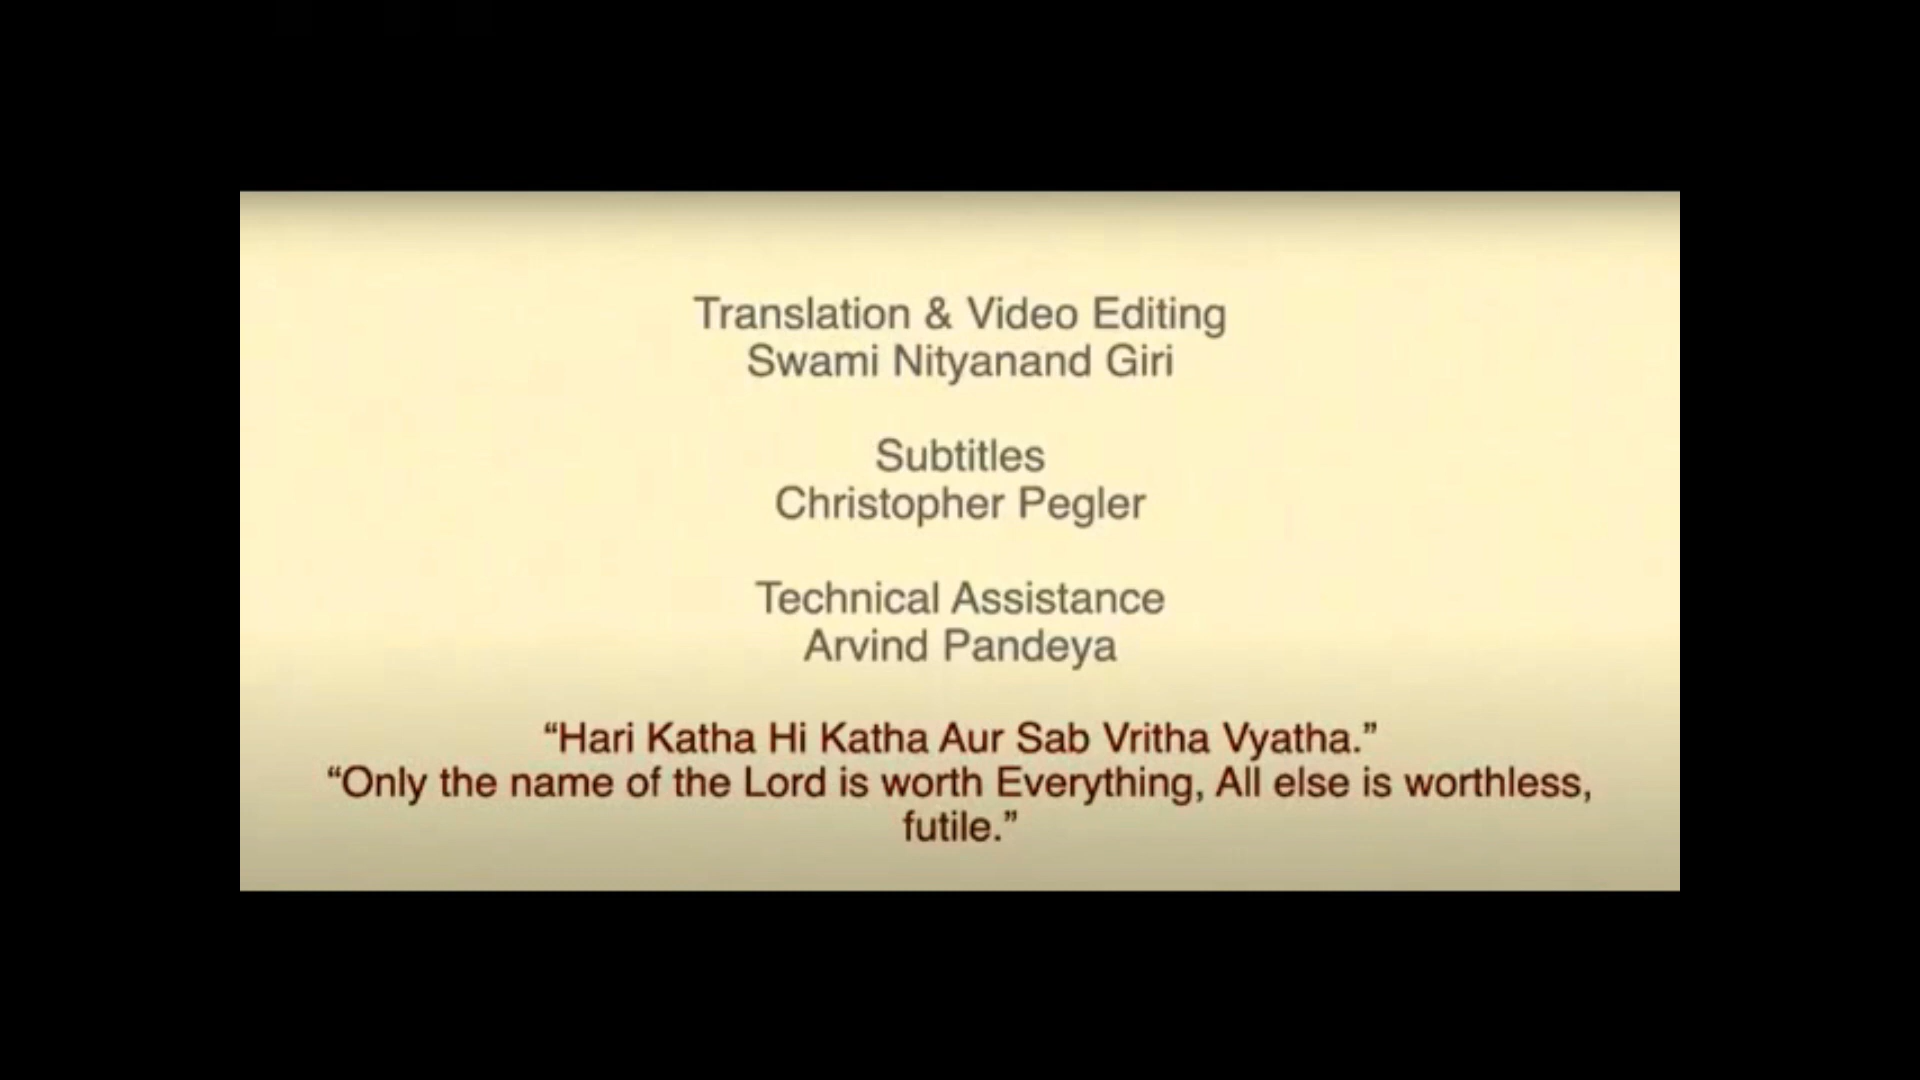 Translation & Video Editing
Swami Nityanand Giri
Subtitles
Christopher Pegler
Technical Assistance
Arvind Pandeya
“Hari Katha Hi Katha Aur Sab Vritha Vyatha.”
“Only the name of the Lord is worth Everything, All else is worthless,
futile.”